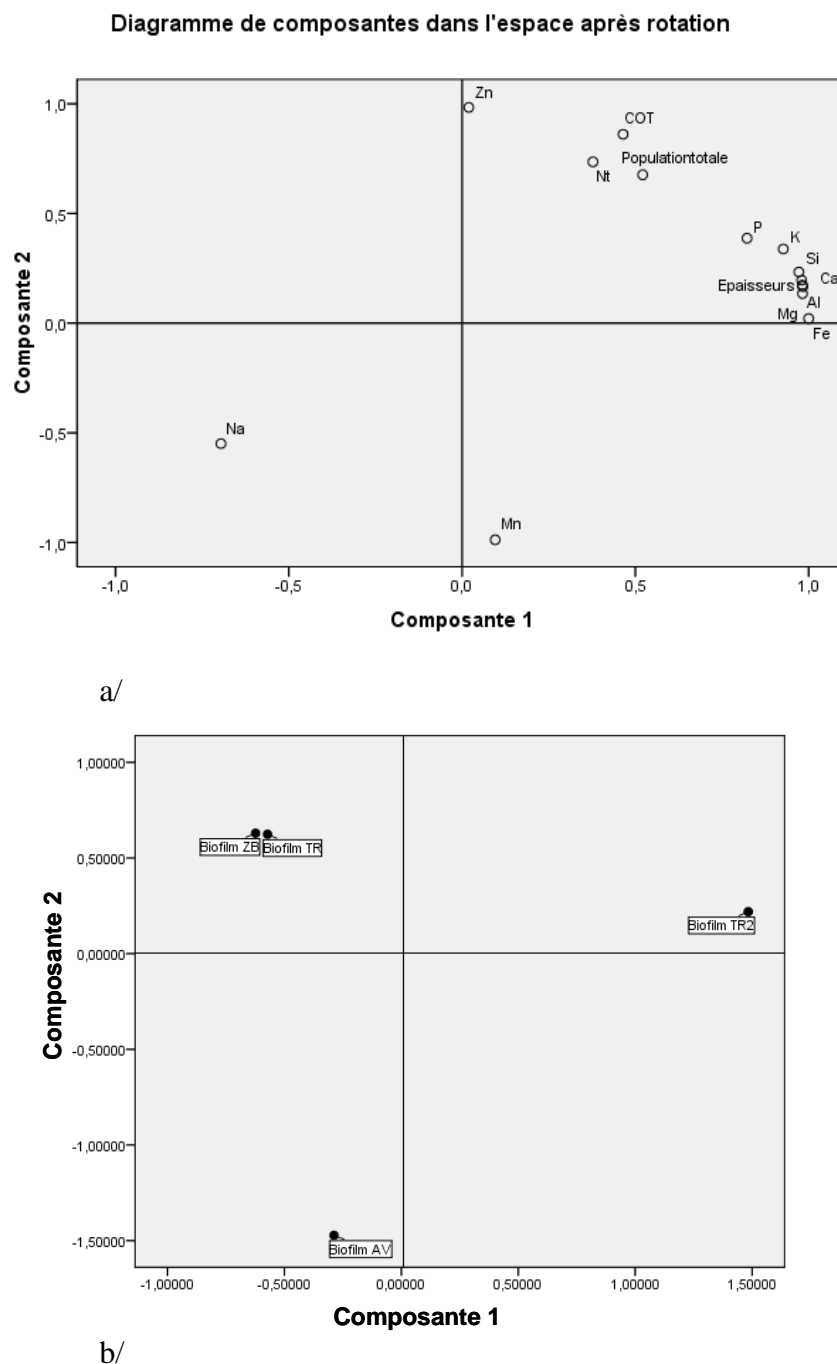 Diagramme de composantes dans l'espace après rotation
Composante 2
1,0
0,5
0,0
-0,5
-1,0
Zn
COT
Populationtotale
Nt
P
K
Si
Ca
Epaisseurs
Al
Mg
Fe
Na
Mn
-1,0 -0,5 0,0 0,5 1,0
Composante 1
a/
Composante 2
1,00000
0,50000
0,00000
-0,50000
-1,00000
-1,50000
Biofilm ZB Biofilm TR
Biofilm TR2
Biofilm AV
-1,00000 -0,50000 0,00000 0,50000 1,00000 1,50000
Composante 1
b/